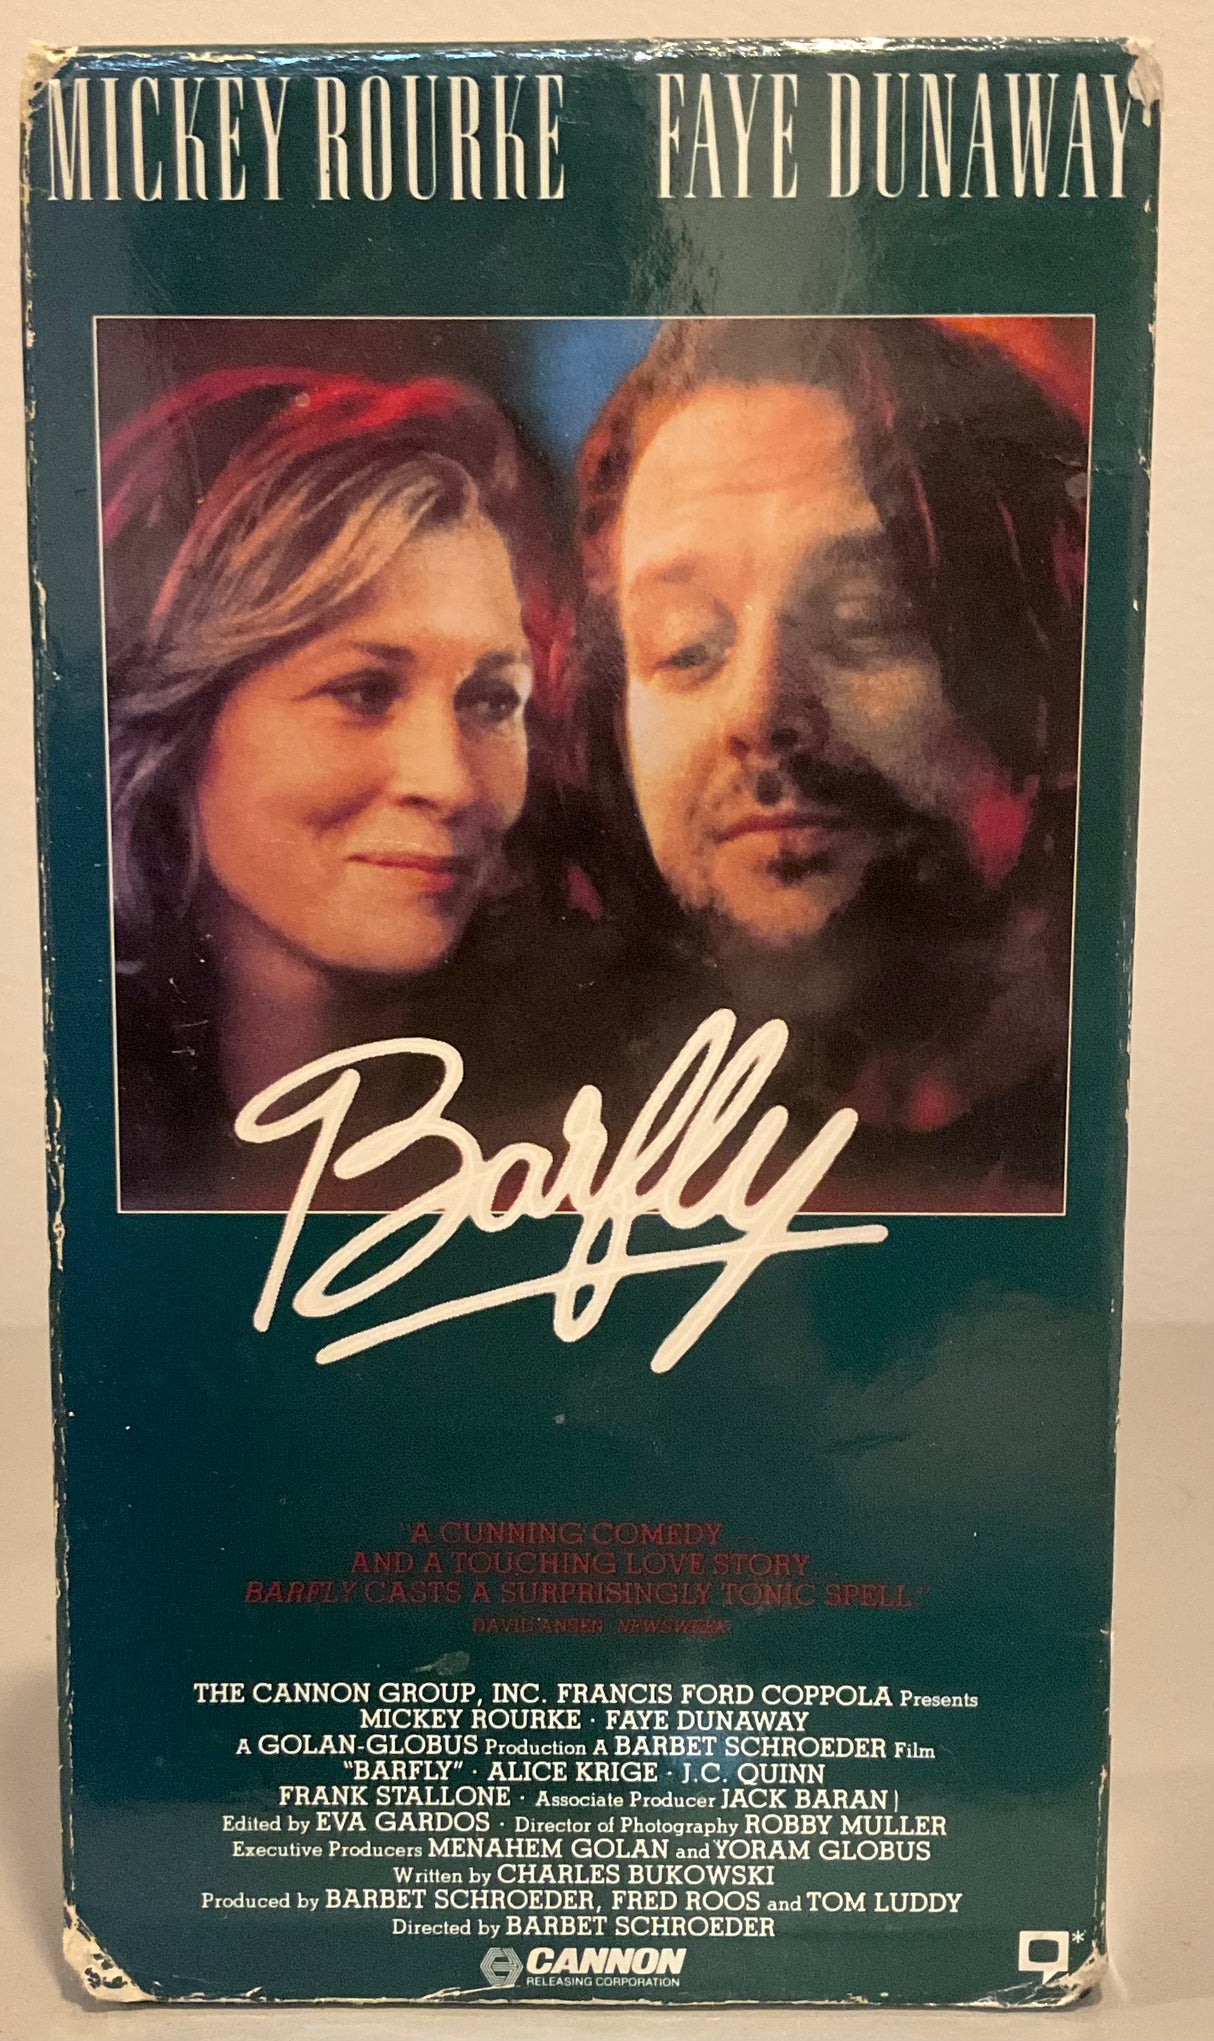 MICKEY ROURKE FAYE DUNAWAY
Barfly
"A CUNNING COMEDY—
AND A TOUCHING LOVE STORY...
BARFLY CASTS A SURPRISINGLY TONIC SPELL."
DAVID ANSEN, NEWSWEEK
THE CANNON GROUP, INC. FRANCIS FORD COPPOLA Presents
MICKEY ROURKE · FAYE DUNAWAY
A GOLAN-GLOBUS Production A BARBET SCHROEDER Film
"BARFLY" · ALICE KRIGE · J.C. QUINN
FRANK STALLONE · Associate Producer JACK BARAN
Edited by EVA GARDOS · Director of Photography ROBBY MULLER
Executive Producers MENAHEM GOLAN and YORAM GLOBUS
Written by CHARLES BUKOWSKI
Produced by BARBET SCHROEDER, FRED ROOS and TOM LUDDY
Directed by BARBET SCHROEDER
CANNON
RELEASING CORPORATION
*